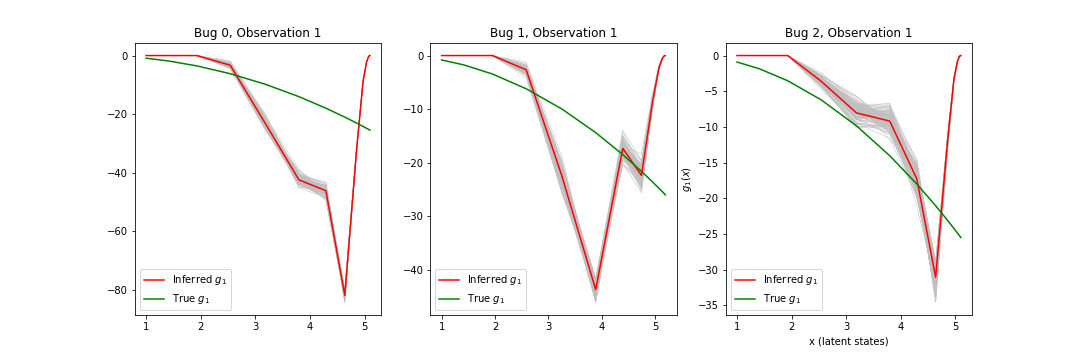 Bug 0, Observation 1
0
−20
−40
−60
−80
Inferred g₁
True g₁
1 2 3 4 5
Bug 1, Observation 1
0
−10
−20
−30
−40
Inferred g₁
True g₁
1 2 3 4 5
Bug 2, Observation 1
g₁(x)
0
−5
−10
−15
−20
−25
−30
−35
Inferred g₁
True g₁
1 2 3 4 5
x (latent states)